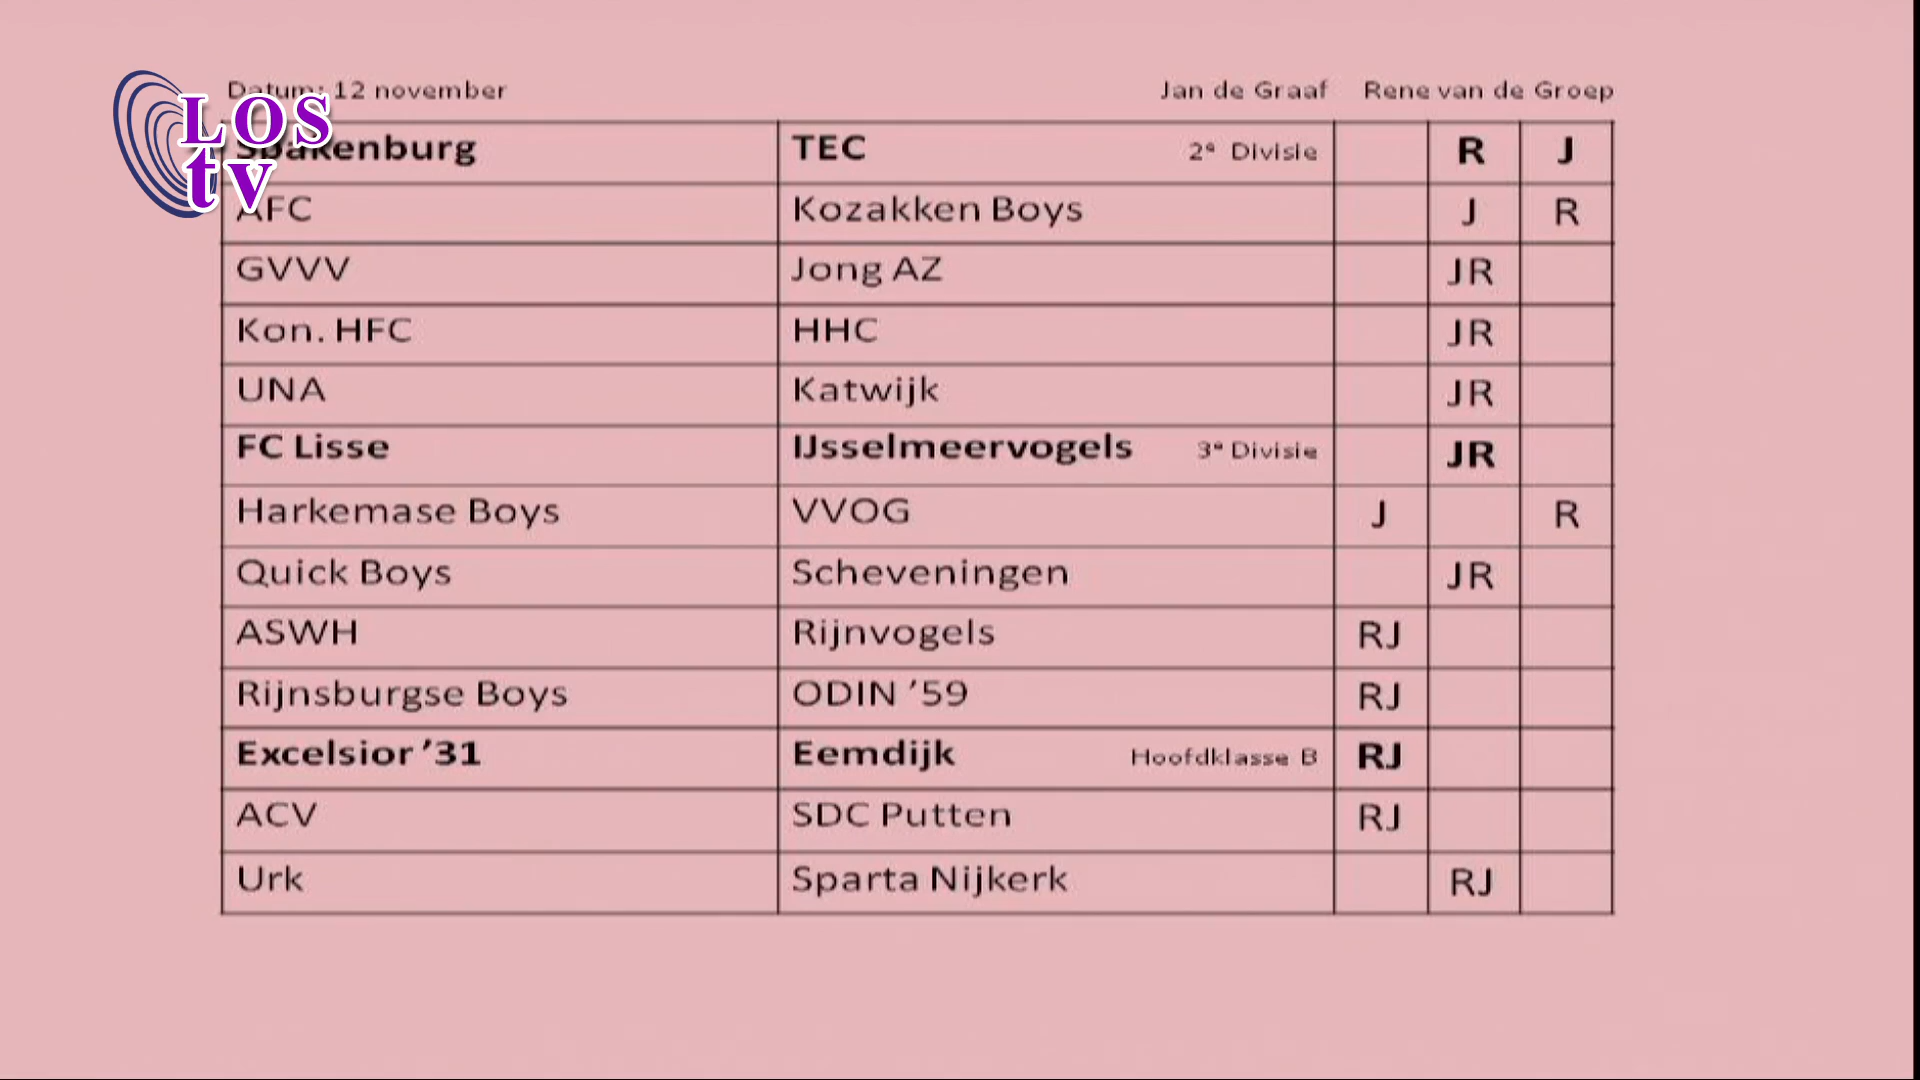 Datum: 12 november Jan de Graaf Rene van de Groep
LOS
tv
Spakenburg TEC 2e Divisie R J
AFC Kozakken Boys J R
GVVV Jong AZ JR
Kon. HFC HHC JR
UNA Katwijk JR
FC Lisse IJsselmeervogels 3e Divisie JR
Harkemase Boys VVOG J R
Quick Boys Scheveningen JR
ASWH Rijnvogels RJ
Rijnsburgse Boys ODIN ’59 RJ
Excelsior ’31 Eemdijk Hoofdklasse B RJ
ACV SDC Putten RJ
Urk Sparta Nijkerk RJ